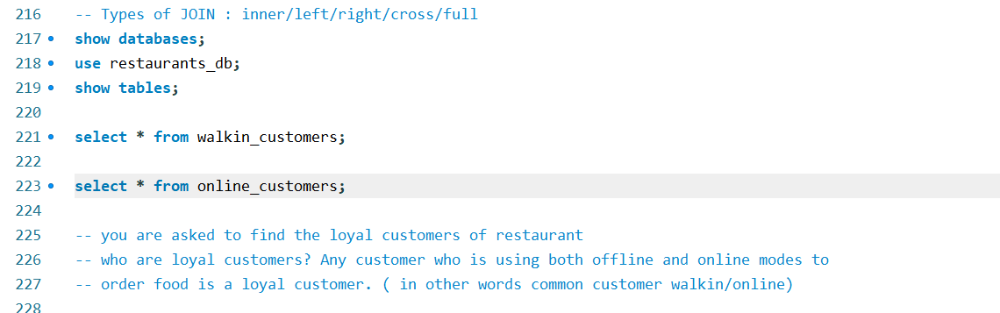 216 -- Types of JOIN : inner/left/right/cross/full
217 show databases;
218 use restaurants_db;
219 show tables;
220
221 select * from walkin_customers;
222
223 select * from online_customers;
224
225 -- you are asked to find the loyal customers of restaurant
226 -- who are loyal customers? Any customer who is using both offline and online modes to
227 -- order food is a loyal customer. ( in other words common customer walkin/online)
228